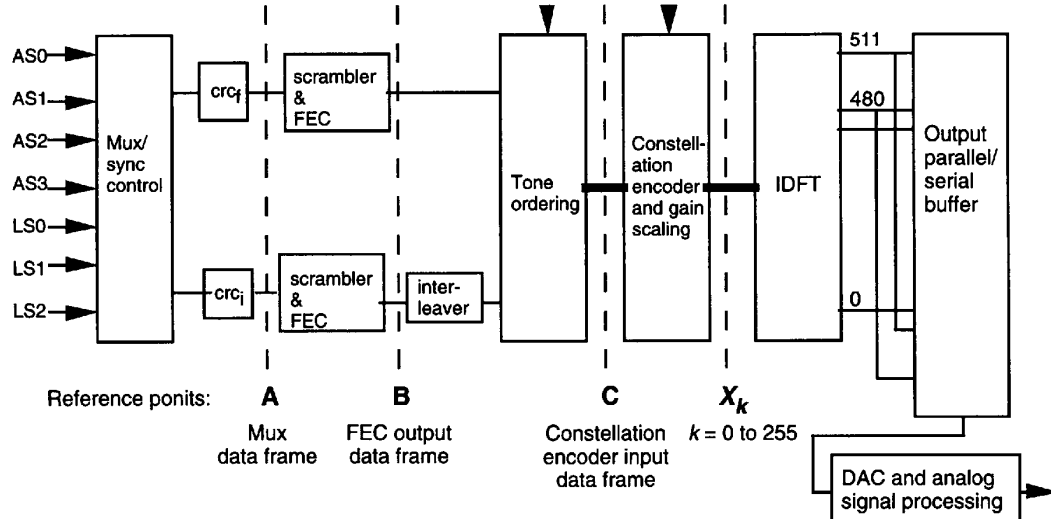 AS0
AS1
AS2
AS3
LS0
LS1
LS2
Mux/
sync
control
crcf
crci
scrambler
&
FEC
scrambler
&
FEC
inter-
leaver
Tone
ordering
Constell-
ation
encoder
and gain
scaling
IDFT
511
480
0
Output
parallel/
serial
buffer
Reference ponits:
A
B
C
Xk
Mux
data frame
FEC output
data frame
Constellation
encoder input
data frame
k = 0 to 255
DAC and analog
signal processing